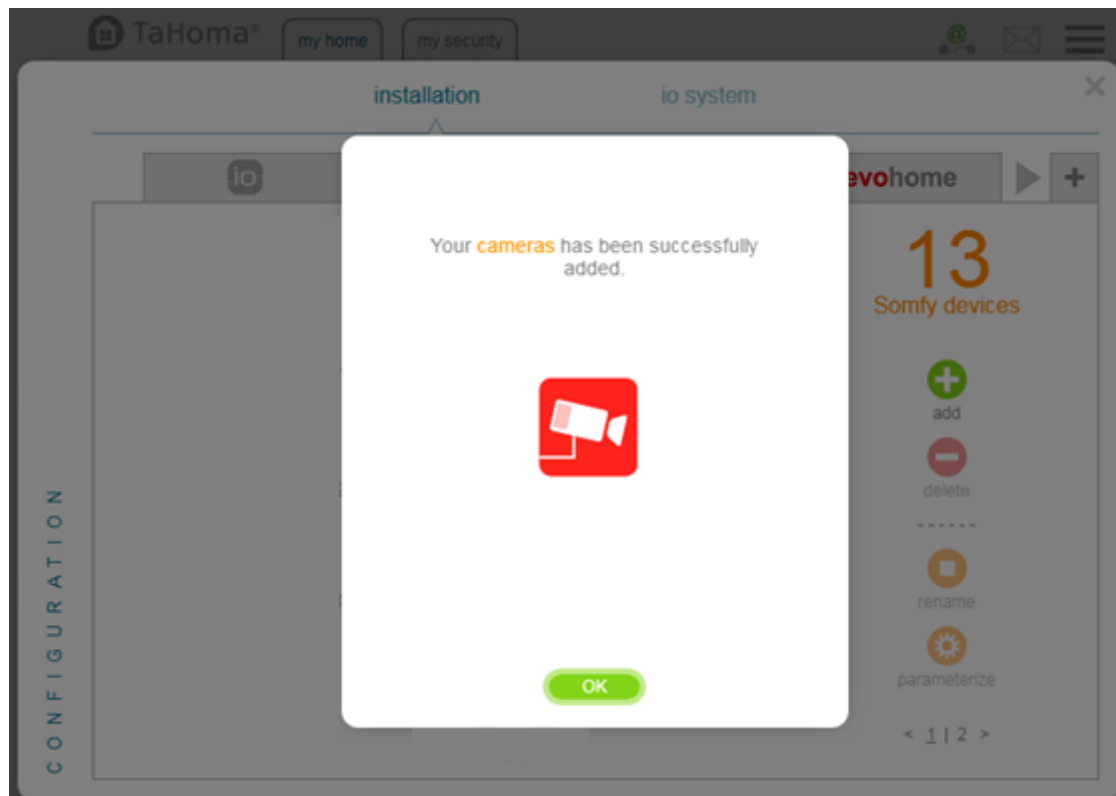 TaHoma®
my home
my security
@
installation
io system
×
io
evohome
+
Your cameras has been successfully
added.
13
Somfy devices
add
delete
------
rename
parameterize
< 1 | 2 >
OK
CONFIGURATION